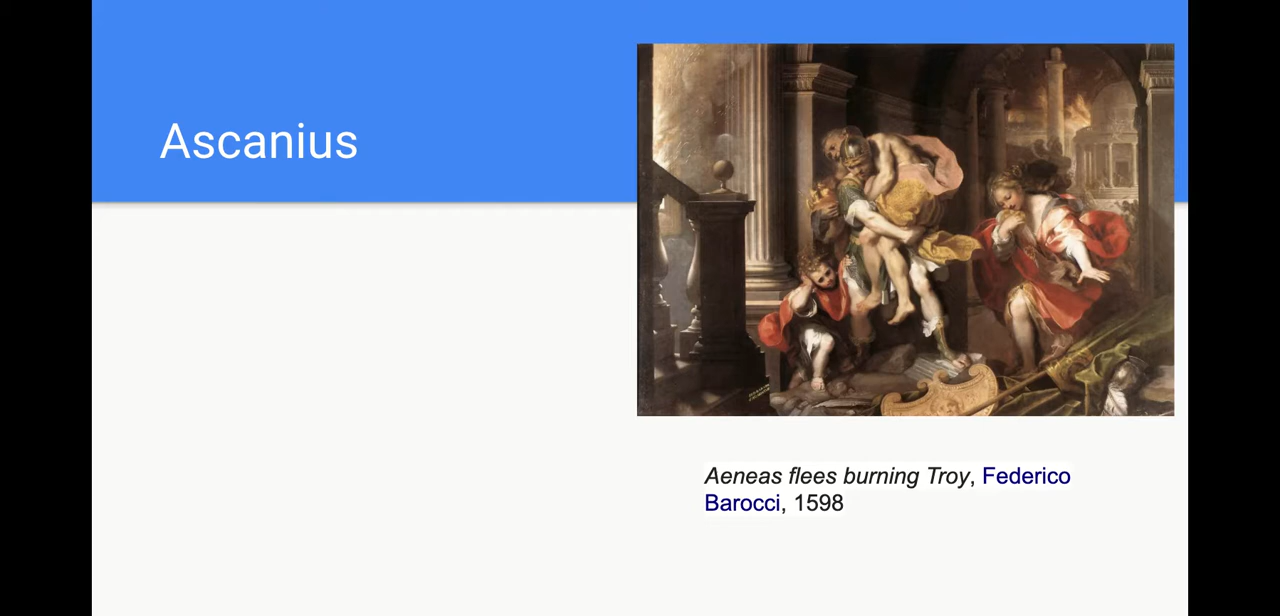 Ascanius
Aeneas flees burning Troy, Federico
Barocci, 1598